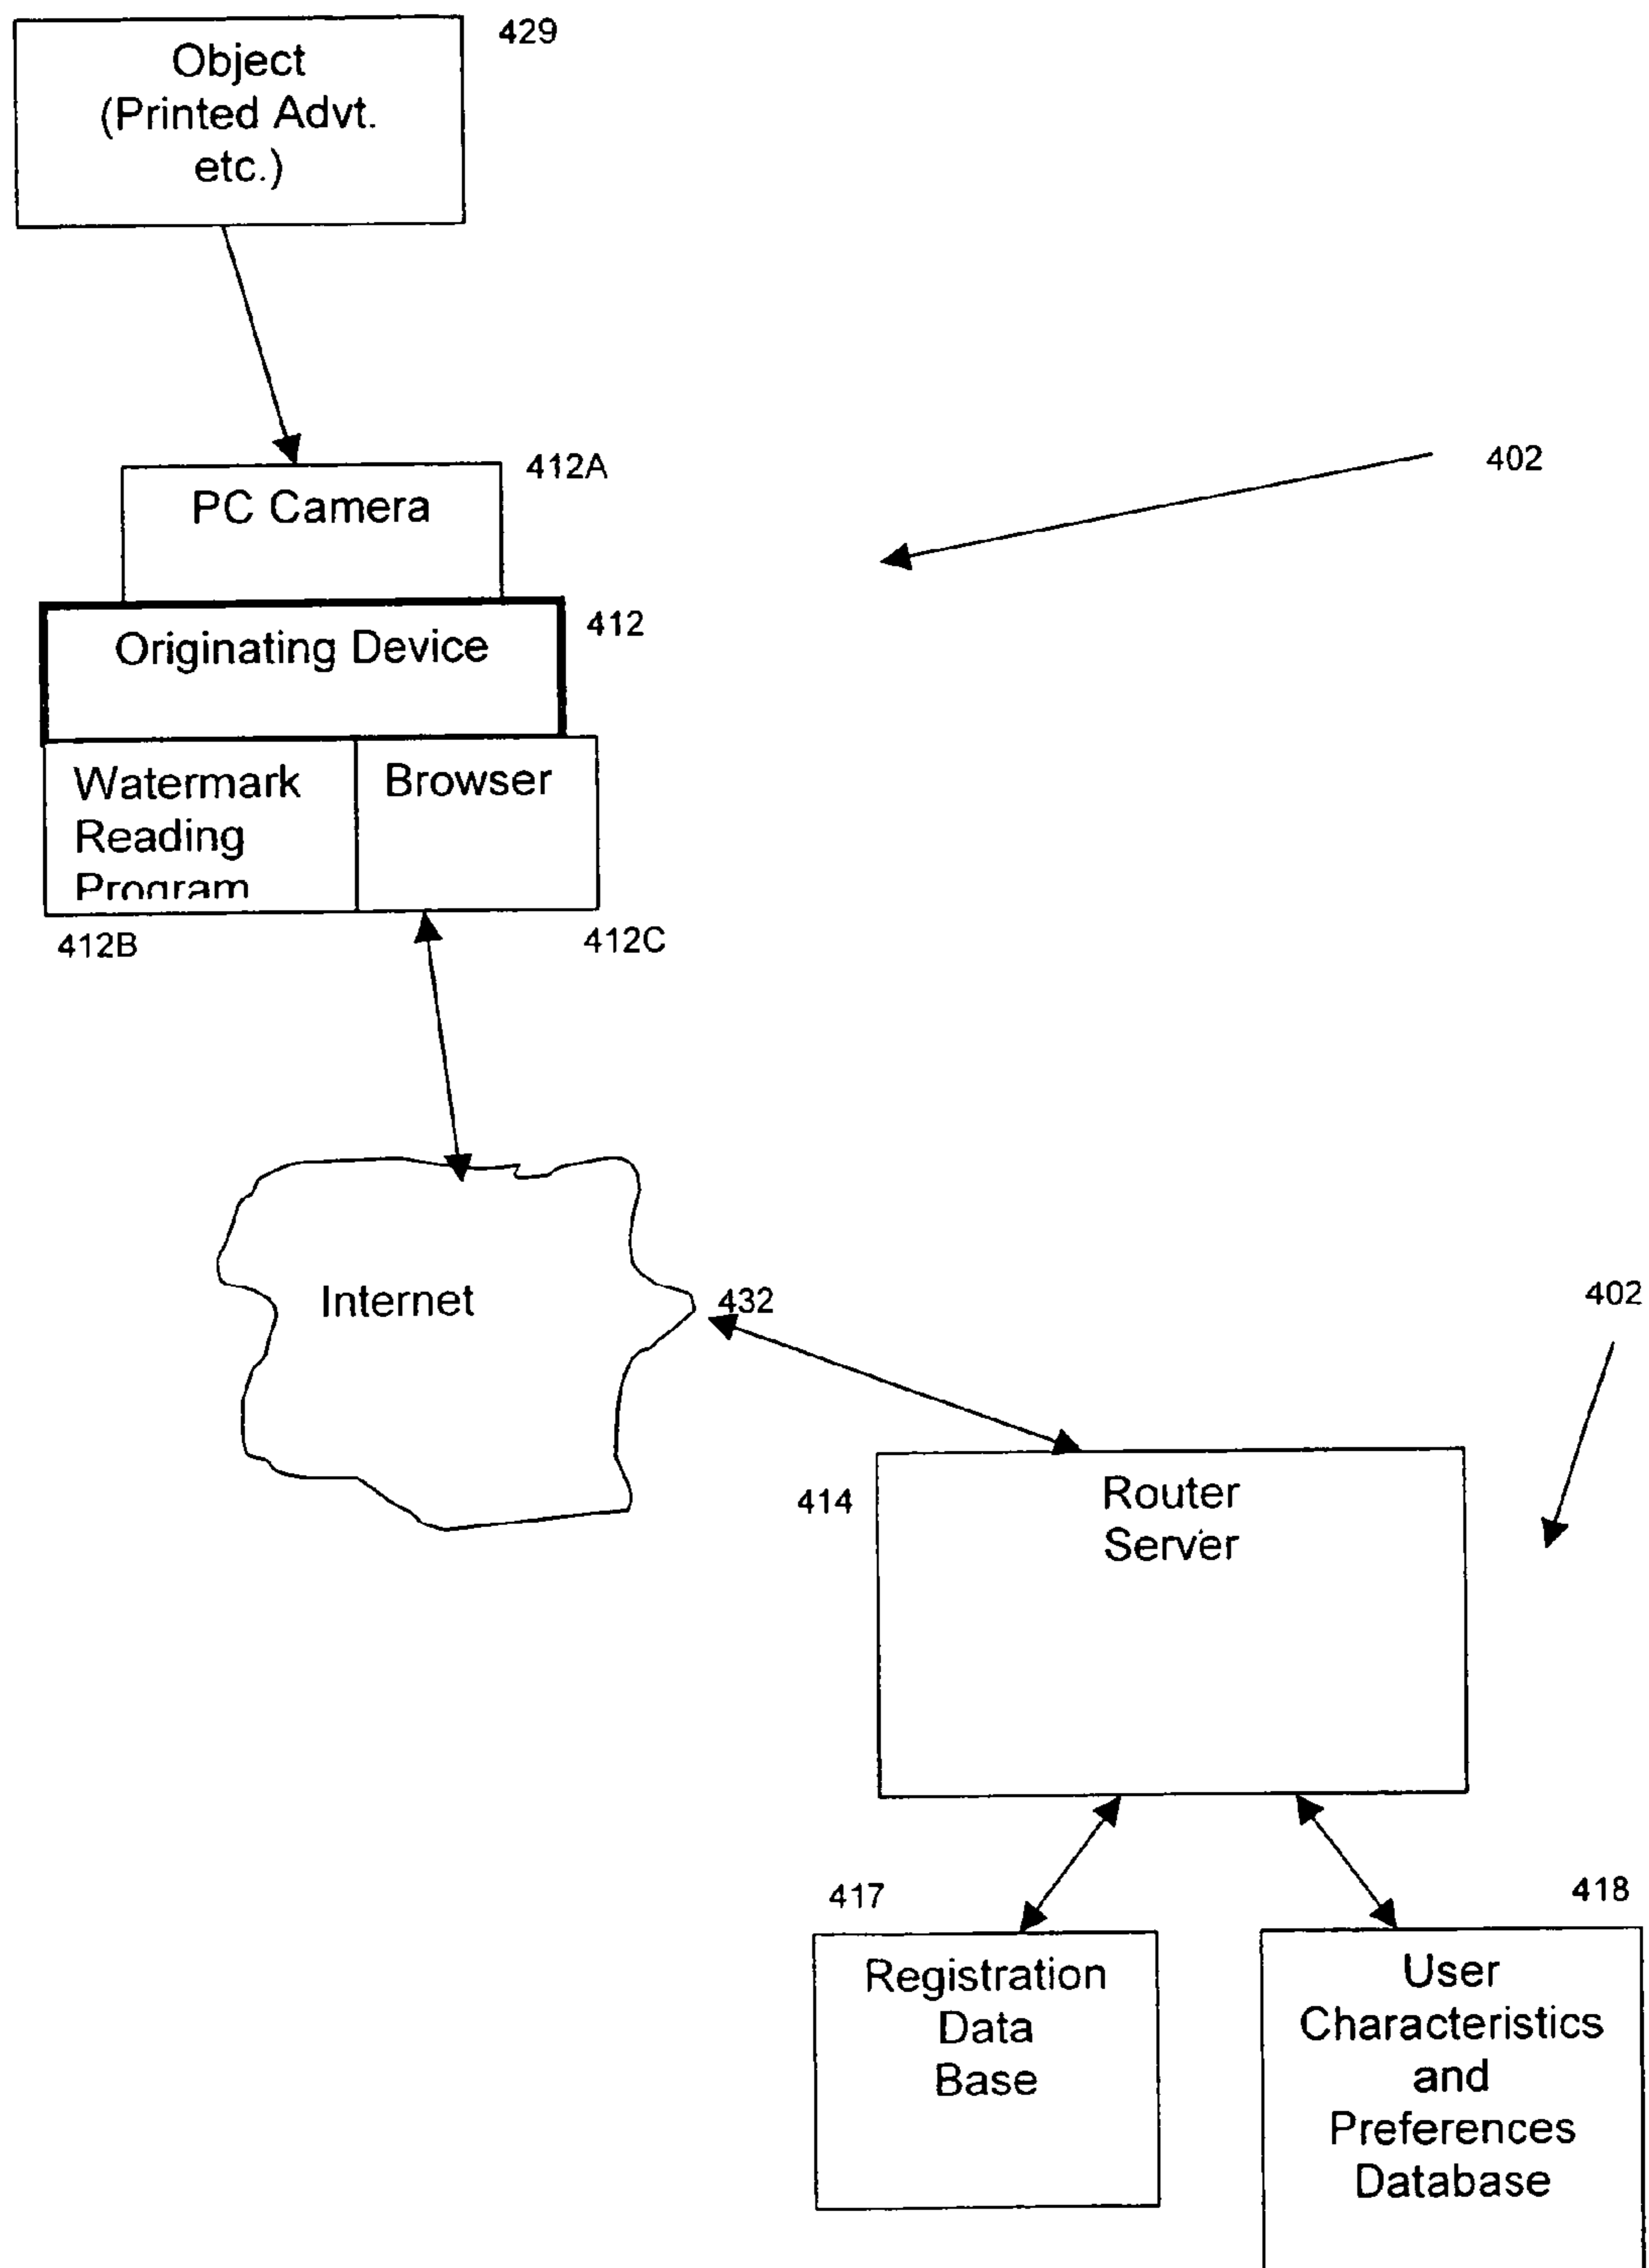 429
Object
(Printed Advt.
etc.)
412A
PC Camera
402
412
Originating Device
Watermark
Reading
Program
Browser
412B
412C
Internet
432
402
414
Router
Server
417
418
Registration
Data
Base
User
Characteristics
and
Preferences
Database